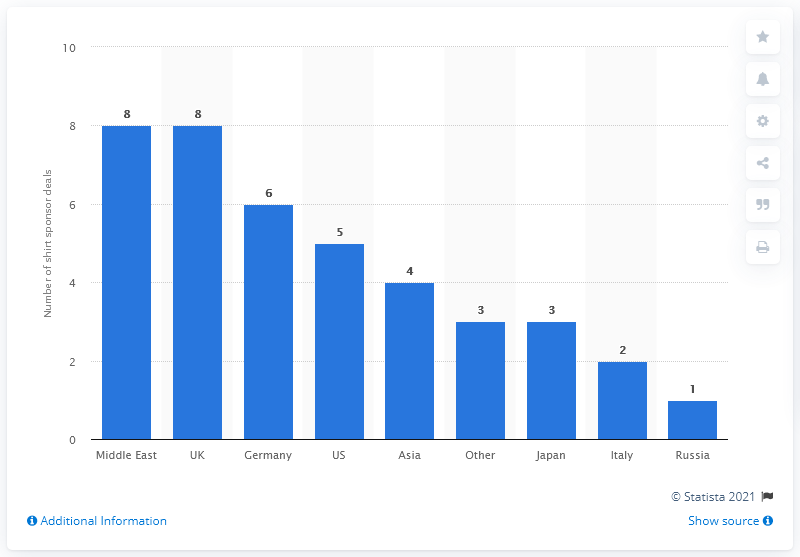 Number of shirt sponsor deals
10
8
6
4
2
0
8
8
6
5
4
3
3
2
1
Middle East
UK
Germany
US
Asia
Other
Japan
Italy
Russia
© Statista 2021
Additional Information
Show source